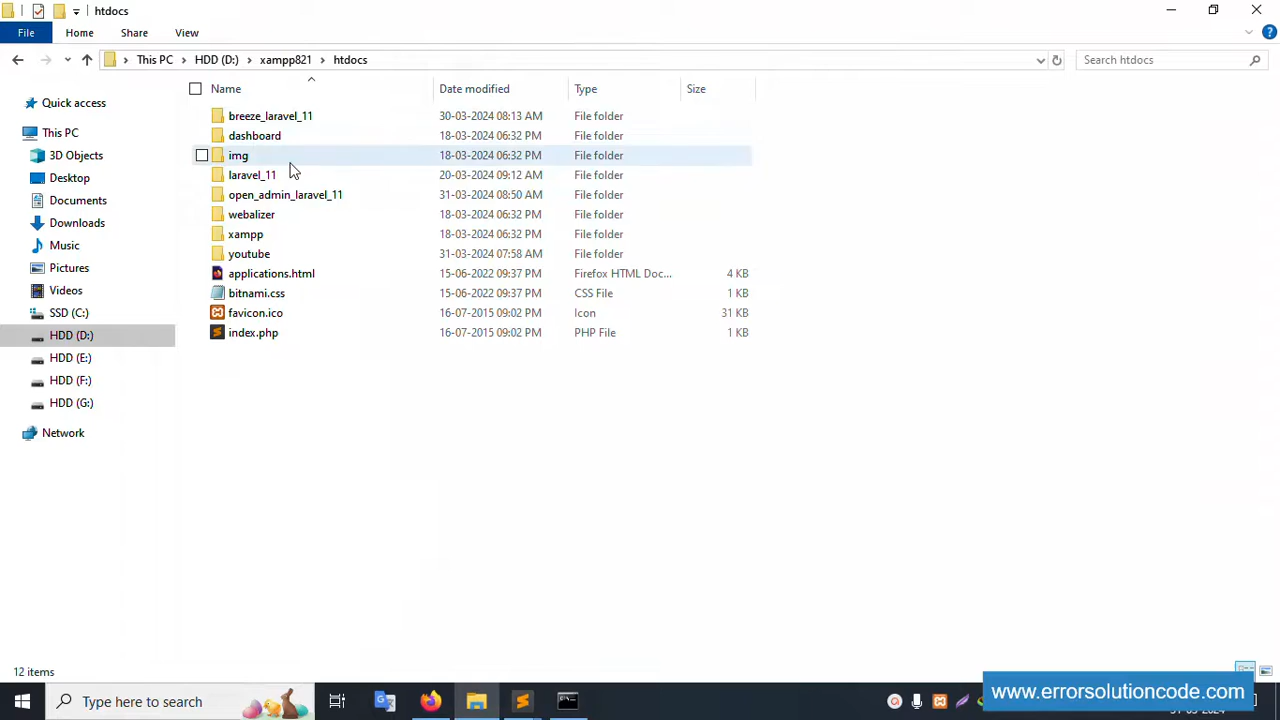 htdocs
File Home Share View
This PC HDD (D:) xampp821 htdocs Search htdocs
Name Date modified Type Size
Quick access
This PC
3D Objects
Desktop
Documents
Downloads
Music
Pictures
Videos
SSD (C:)
HDD (D:)
HDD (E:)
HDD (F:)
HDD (G:)
Network
breeze_laravel_11 30-03-2024 08:13 AM File folder
dashboard 18-03-2024 06:32 PM File folder
img 18-03-2024 06:32 PM File folder
laravel_11 20-03-2024 09:12 AM File folder
open_admin_laravel_11 31-03-2024 08:50 AM File folder
webalizer 18-03-2024 06:32 PM File folder
xampp 18-03-2024 06:32 PM File folder
youtube 31-03-2024 07:58 AM File folder
applications.html 15-06-2022 09:37 PM Firefox HTML Doc... 4 KB
bitnami.css 15-06-2022 09:37 PM CSS File 1 KB
favicon.ico 16-07-2015 09:02 PM Icon 31 KB
index.php 16-07-2015 09:02 PM PHP File 1 KB
12 items
Type here to search
www.errorsolutioncode.com